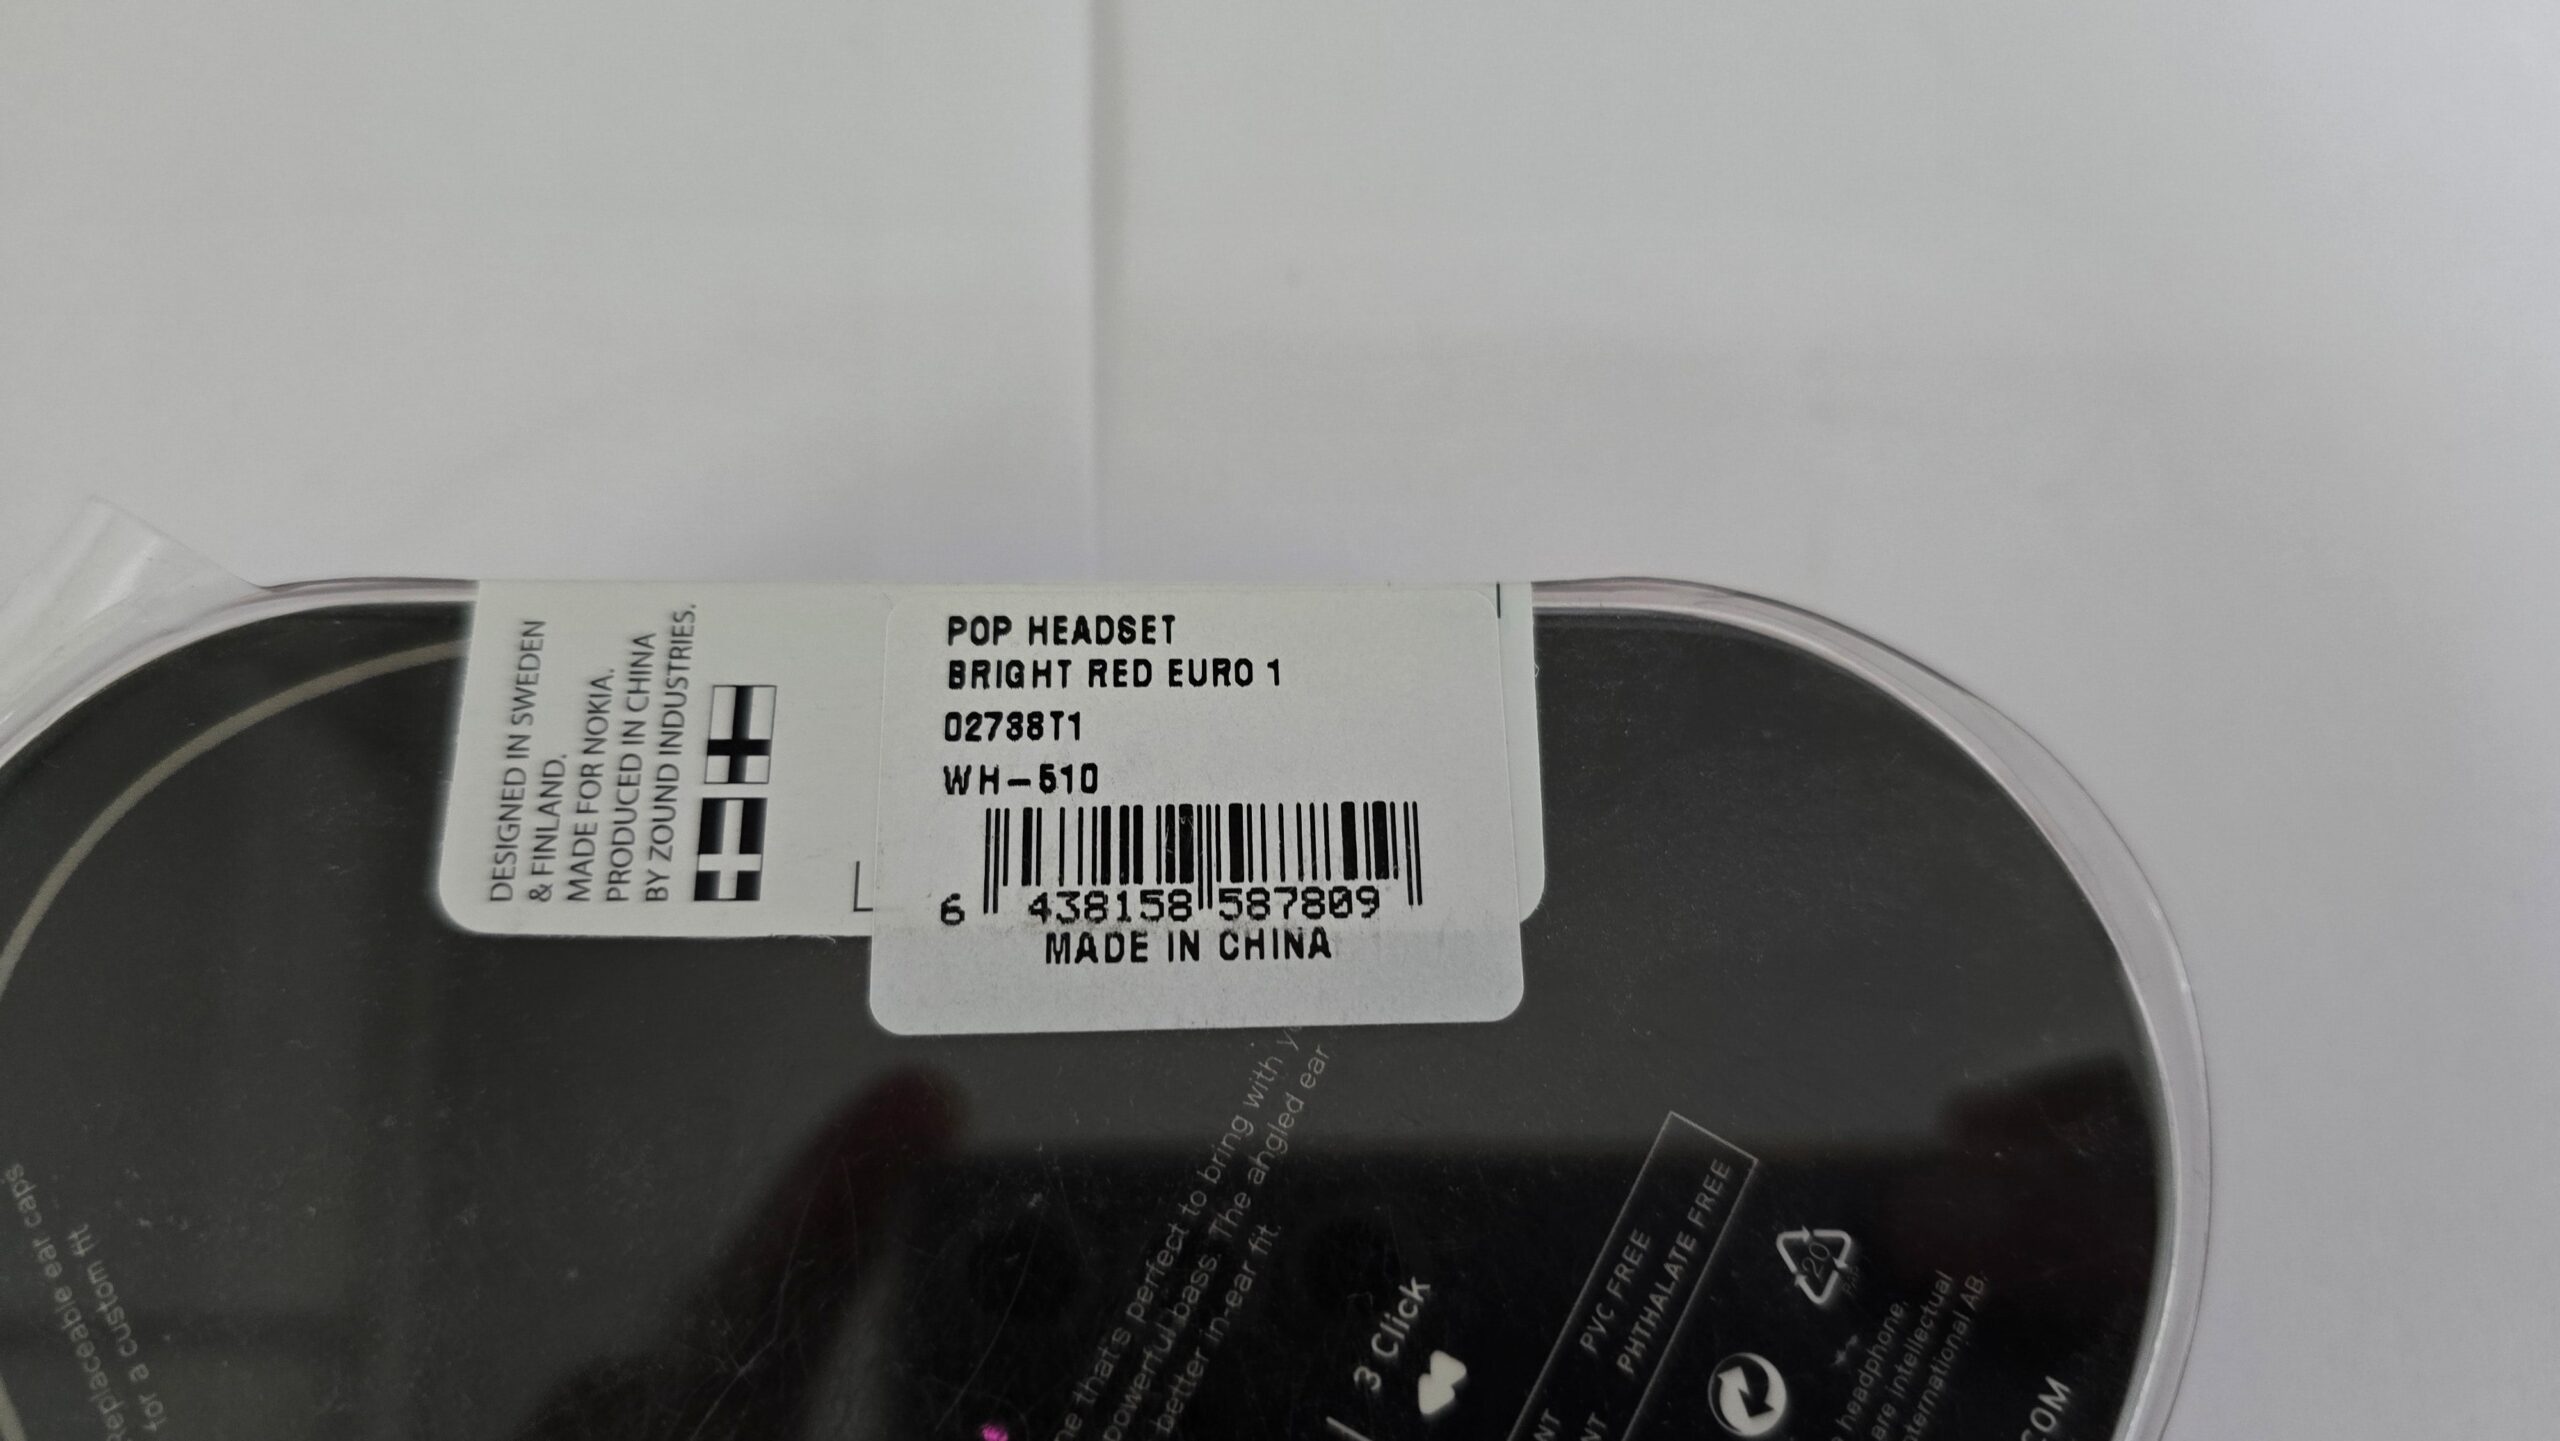 DESIGNED IN SWEDEN
& FINLAND.
MADE FOR NOKIA.
PRODUCED IN CHINA
BY ZOUND INDUSTRIES.
POP HEADSET
BRIGHT RED EURO 1
02738T1
WH-510
6 438158 587809
MADE IN CHINA
Replaceable ear caps
for a custom fit
that's perfect to bring with
powerful bass. The angled ear
better in-ear fit.
3 Click
PVC FREE
PHTHALATE FREE
20
headphone,
are intellectual
International AB.
.COM